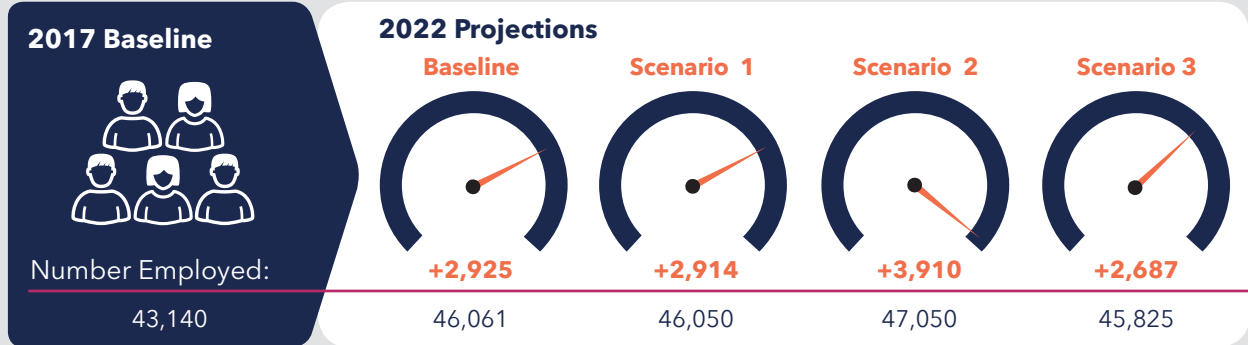 2017 Baseline
Number Employed:
43,140
2022 Projections
Baseline Scenario 1 Scenario 2 Scenario 3
+2,925 +2,914 +3,910 +2,687
46,061 46,050 47,050 45,825